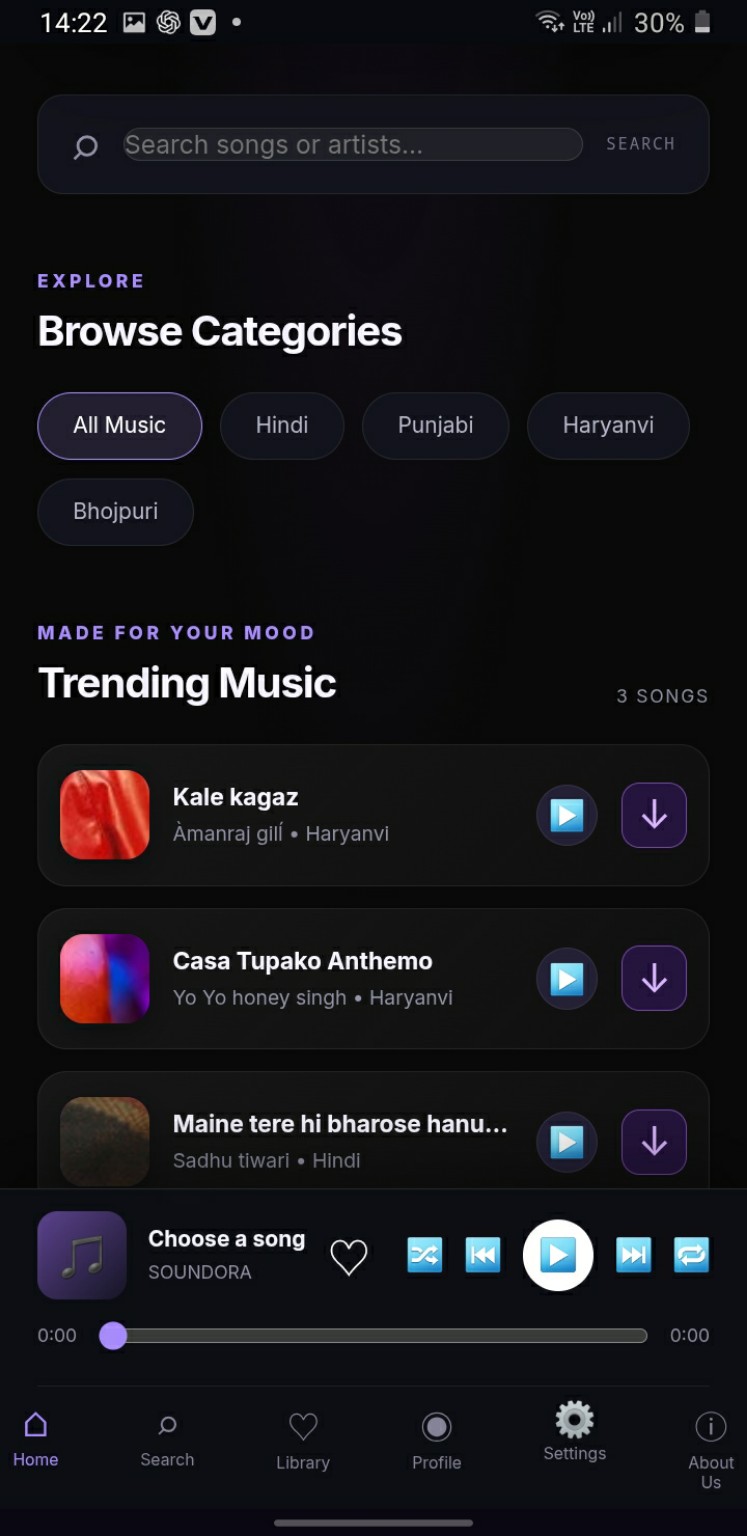 14:22
Vo))
LTE
30%
Search songs or artists...
SEARCH
EXPLORE
Browse Categories
All Music
Hindi
Punjabi
Haryanvi
Bhojpuri
MADE FOR YOUR MOOD
Trending Music
3 SONGS
Kale kagaz
Àmanraj gilĺ • Haryanvi
Casa Tupako Anthemo
Yo Yo honey singh • Haryanvi
Maine tere hi bharose hanu...
Sadhu tiwari • Hindi
Choose a song
SOUNDORA
0:00
0:00
Home
Search
Library
Profile
Settings
About
Us